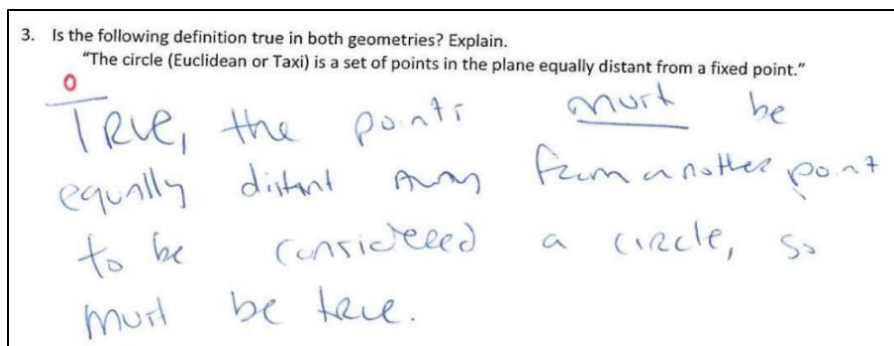 3. Is the following definition true in both geometries? Explain.
"The circle (Euclidean or Taxi) is a set of points in the plane equally distant from a fixed point."
0
True, the points must be
equally distant away from another point
to be considered a circle, so
must be true.